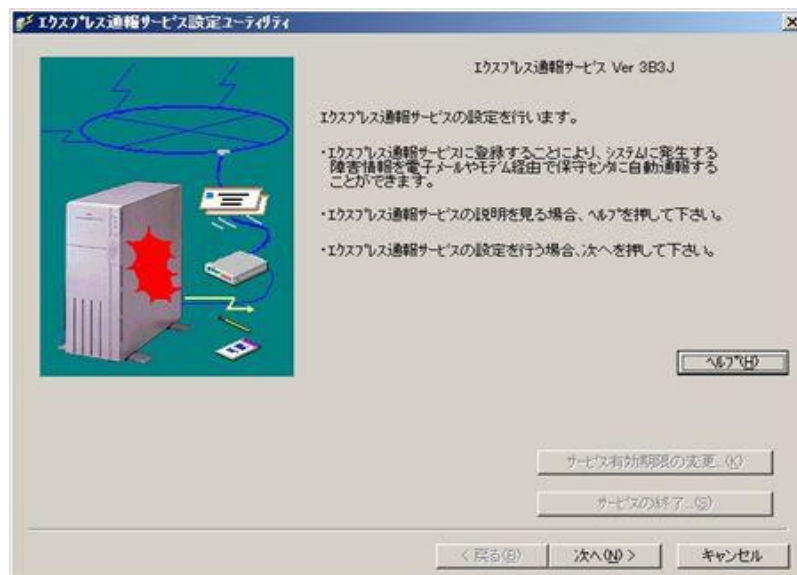 エクスプレス通報サービス設定ユーティリティ
エクスプレス通報サービス Ver 3B3J
エクスプレス通報サービスの設定を行います。
・エクスプレス通報サービスに登録することにより、システムに発生する
障害情報を電子メールやモデム経由で保守センタに自動通報する
ことができます。
・エクスプレス通報サービスの説明を見る場合、ヘルプを押して下さい。
・エクスプレス通報サービスの設定を行う場合、次へを押して下さい。
ヘルプ(H)
サービス有効期限の変更...(K)
サービスの終了...(S)
< 戻る(B)
次へ(N) >
キャンセル